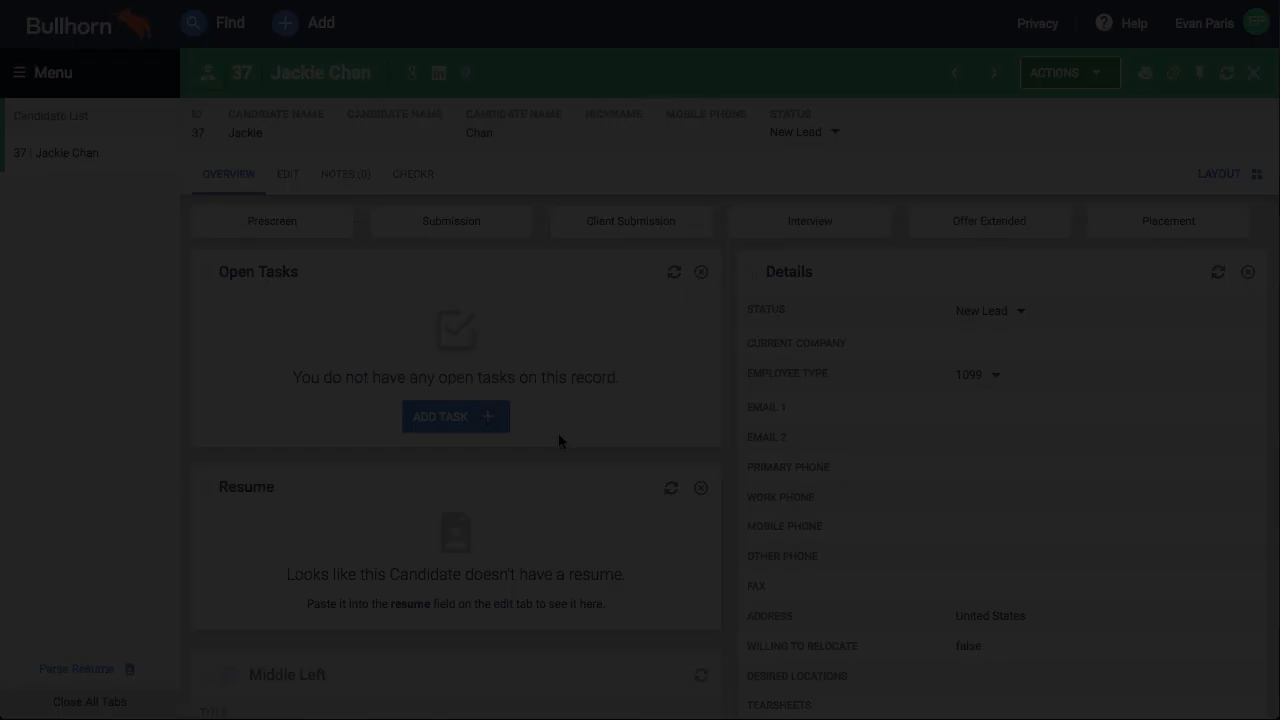 Bullhorn Find Add Privacy Help Evan Paris
Menu 37 Jackie Chan ACTIONS
Candidate List
37 | Jackie Chan
ID CANDIDATE NAME CANDIDATE NAME CANDIDATE NAME NICKNAME MOBILE PHONE STATUS
37 Jackie Chan New Lead
OVERVIEW EDIT NOTES (0) CHECKR LAYOUT
Prescreen Submission Client Submission Interview Offer Extended Placement
Open Tasks
You do not have any open tasks on this record.
ADD TASK
Resume
Looks like this Candidate doesn't have a resume.
Paste it into the resume field on the edit tab to see it here.
Middle Left
TITLE
Details
STATUS New Lead
CURRENT COMPANY
EMPLOYEE TYPE 1099
EMAIL 1
EMAIL 2
PRIMARY PHONE
WORK PHONE
MOBILE PHONE
OTHER PHONE
FAX
ADDRESS United States
WILLING TO RELOCATE false
DESIRED LOCATIONS
TEARSHEETS
Parse Resume
Close All Tabs